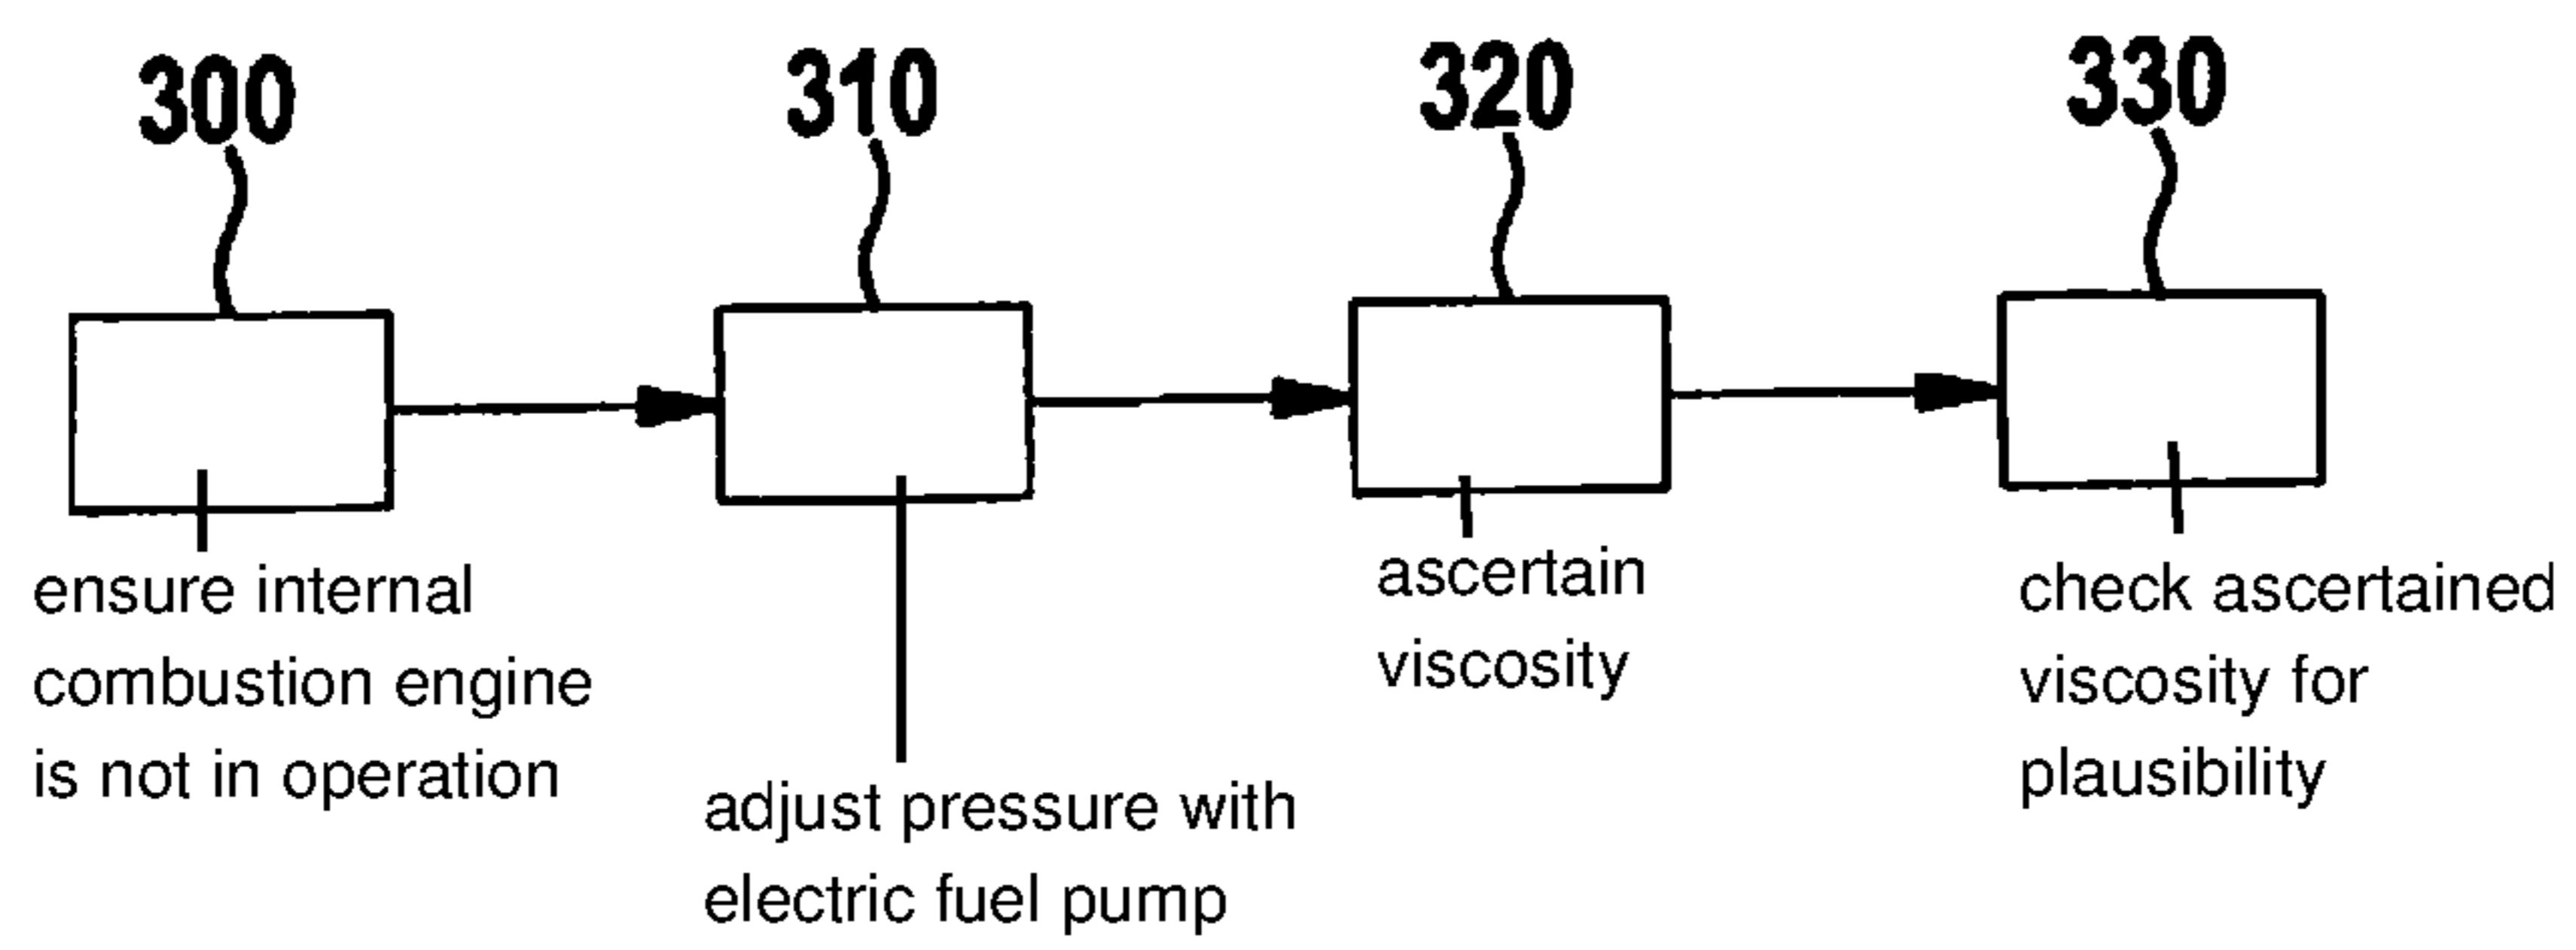 300
310
320
330
ensure internal
combustion engine
is not in operation
adjust pressure with
electric fuel pump
ascertain
viscosity
check ascertained
viscosity for
plausibility